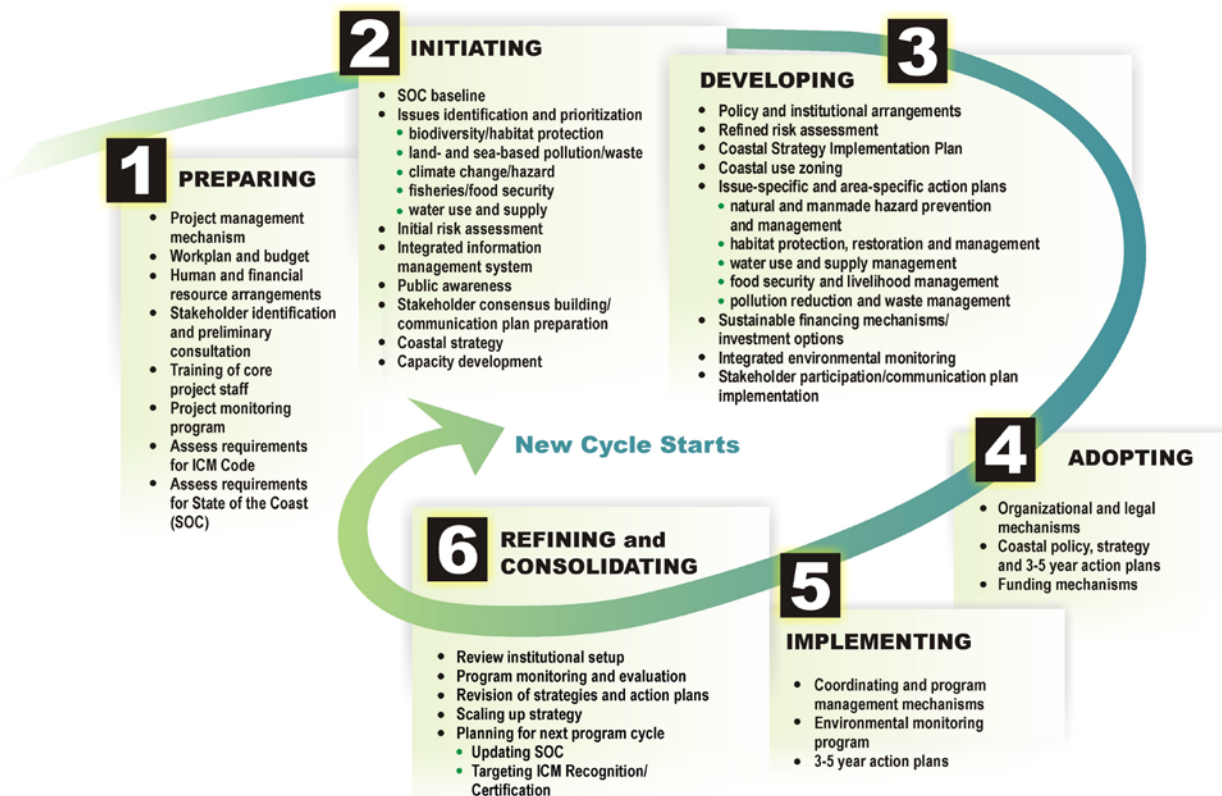 1
PREPARING
• Project management
mechanism
• Workplan and budget
• Human and financial
resource arrangements
• Stakeholder identification
and preliminary
consultation
• Training of core
project staff
• Project monitoring
program
• Assess requirements
for ICM Code
• Assess requirements
for State of the Coast
(SOC)
2
INITIATING
• SOC baseline
• Issues identification and prioritization
• biodiversity/habitat protection
• land- and sea-based pollution/waste
• climate change/hazard
• fisheries/food security
• water use and supply
• Initial risk assessment
• Integrated information
management system
• Public awareness
• Stakeholder consensus building/
communication plan preparation
• Coastal strategy
• Capacity development
3
DEVELOPING
• Policy and institutional arrangements
• Refined risk assessment
• Coastal Strategy Implementation Plan
• Coastal use zoning
• Issue-specific and area-specific action plans
• natural and manmade hazard prevention
and management
• habitat protection, restoration and management
• water use and supply management
• food security and livelihood management
• pollution reduction and waste management
• Sustainable financing mechanisms/
investment options
• Integrated environmental monitoring
• Stakeholder participation/communication plan
implementation
4
ADOPTING
• Organizational and legal
mechanisms
• Coastal policy, strategy
and 3-5 year action plans
• Funding mechanisms
5
IMPLEMENTING
• Coordinating and program
management mechanisms
• Environmental monitoring
program
• 3-5 year action plans
6
REFINING and
CONSOLIDATING
• Review institutional setup
• Program monitoring and evaluation
• Revision of strategies and action plans
• Scaling up strategy
• Planning for next program cycle
• Updating SOC
• Targeting ICM Recognition/
Certification
New Cycle Starts